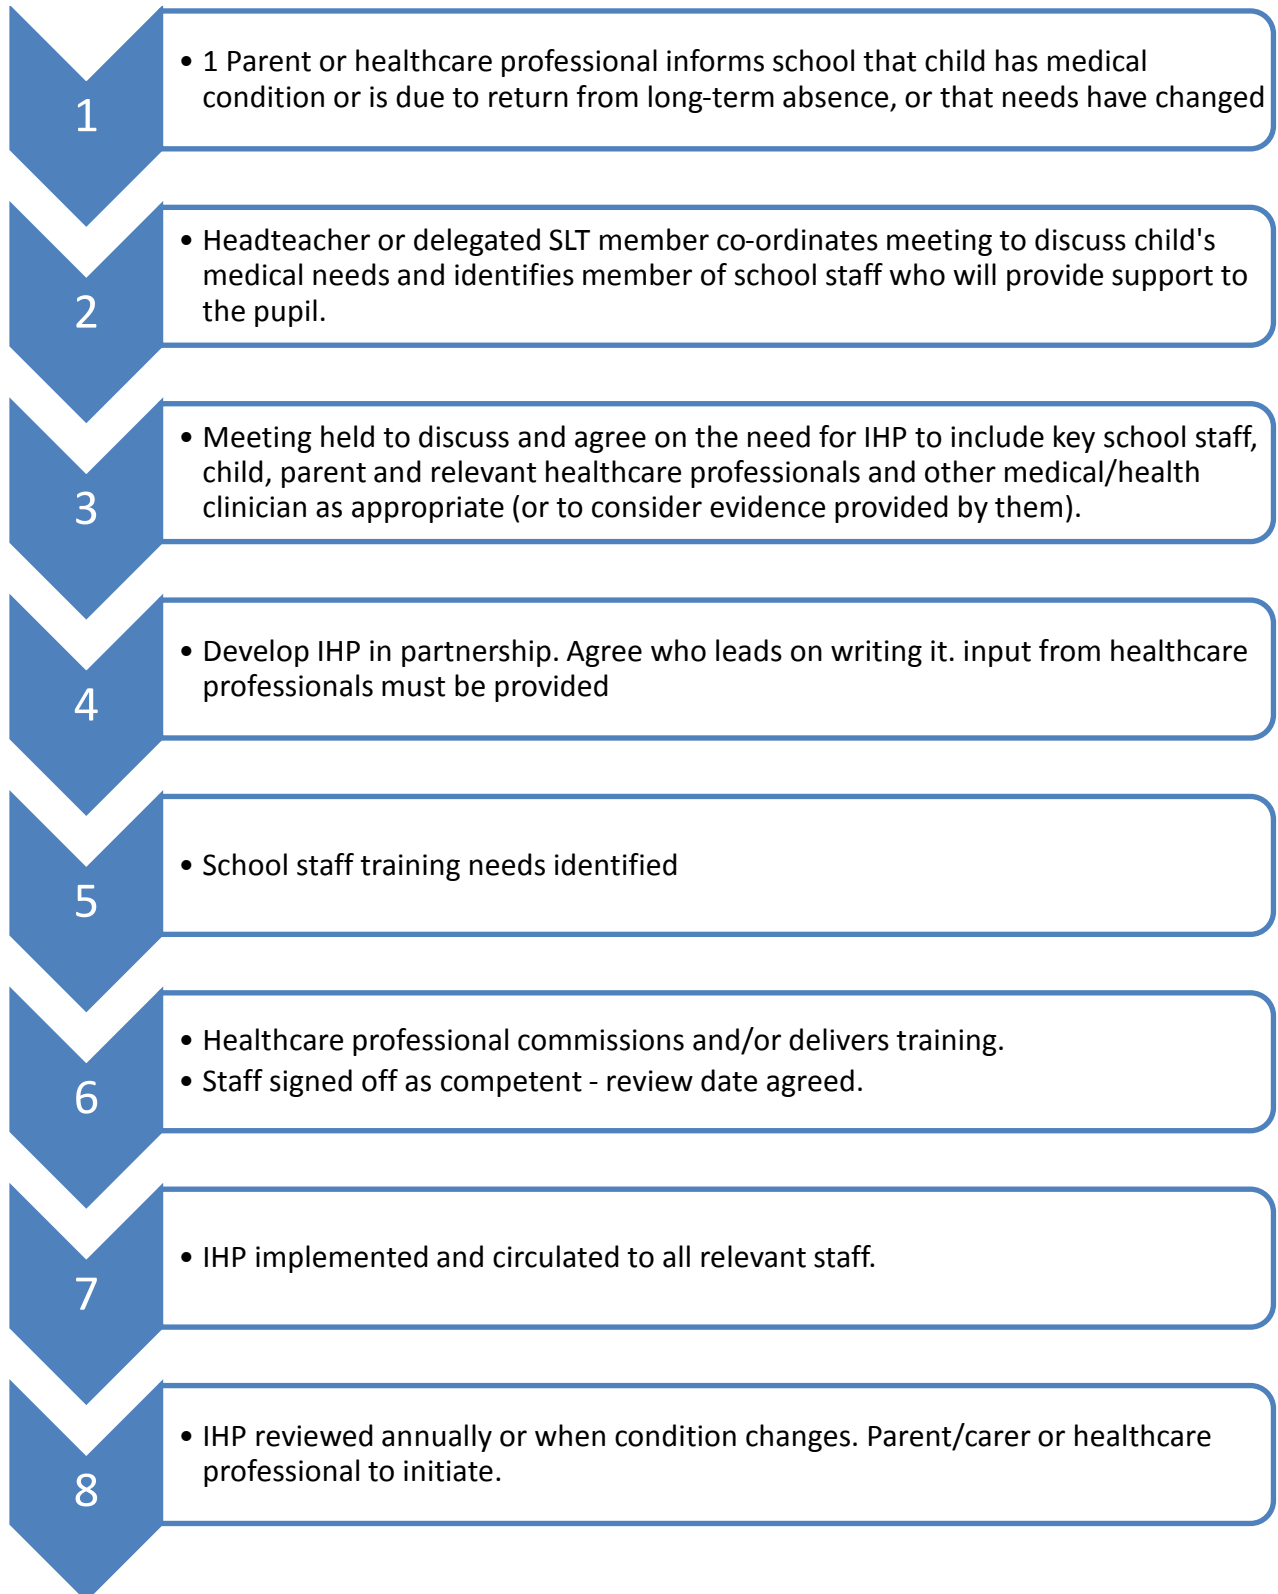 1
• 1 Parent or healthcare professional informs school that child has medical
condition or is due to return from long-term absence, or that needs have changed
2
• Headteacher or delegated SLT member co-ordinates meeting to discuss child's
medical needs and identifies member of school staff who will provide support to
the pupil.
3
• Meeting held to discuss and agree on the need for IHP to include key school staff,
child, parent and relevant healthcare professionals and other medical/health
clinician as appropriate (or to consider evidence provided by them).
4
• Develop IHP in partnership. Agree who leads on writing it. input from healthcare
professionals must be provided
5
• School staff training needs identified
6
• Healthcare professional commissions and/or delivers training.
• Staff signed off as competent - review date agreed.
7
• IHP implemented and circulated to all relevant staff.
8
• IHP reviewed annually or when condition changes. Parent/carer or healthcare
professional to initiate.